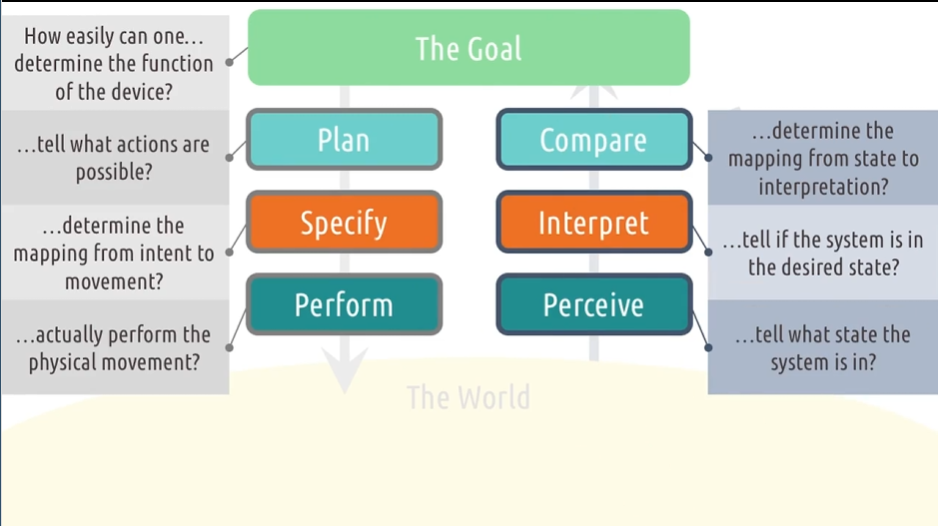 How easily can one...
determine the function
of the device?
The Goal
...tell what actions are
possible?
Plan
Compare
...determine the
mapping from state to
interpretation?
...determine the
mapping from intent to
movement?
Specify
Interpret
...tell if the system is in
the desired state?
...actually perform the
physical movement?
Perform
Perceive
...tell what state the
system is in?
The World